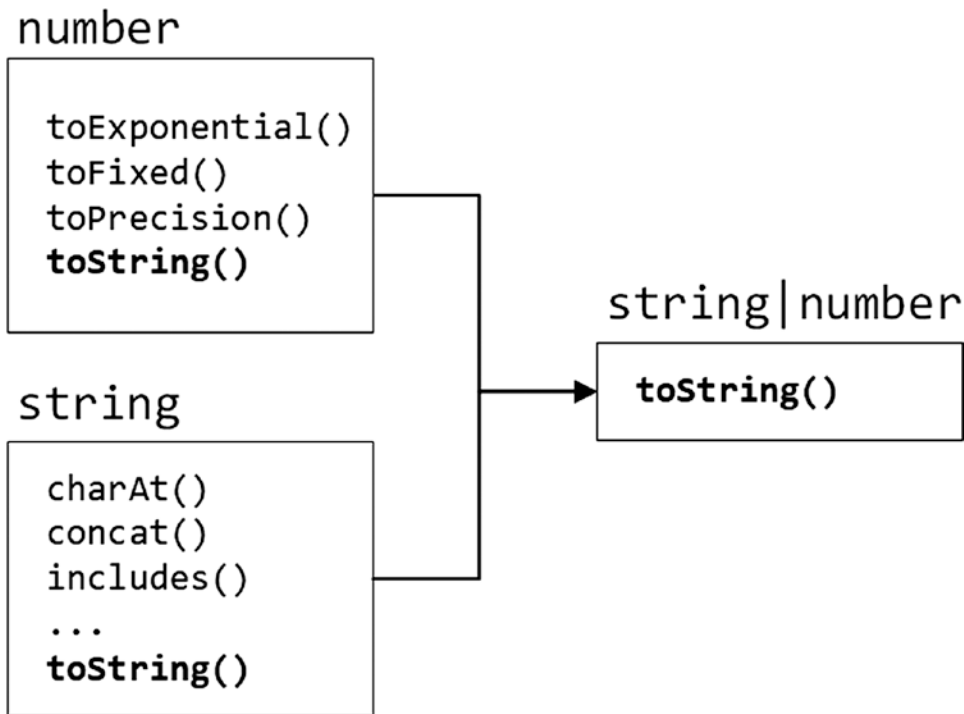 number
toExponential()
toFixed()
toPrecision()
toString()
string
charAt()
concat()
includes()
...
toString()
string|number
toString()